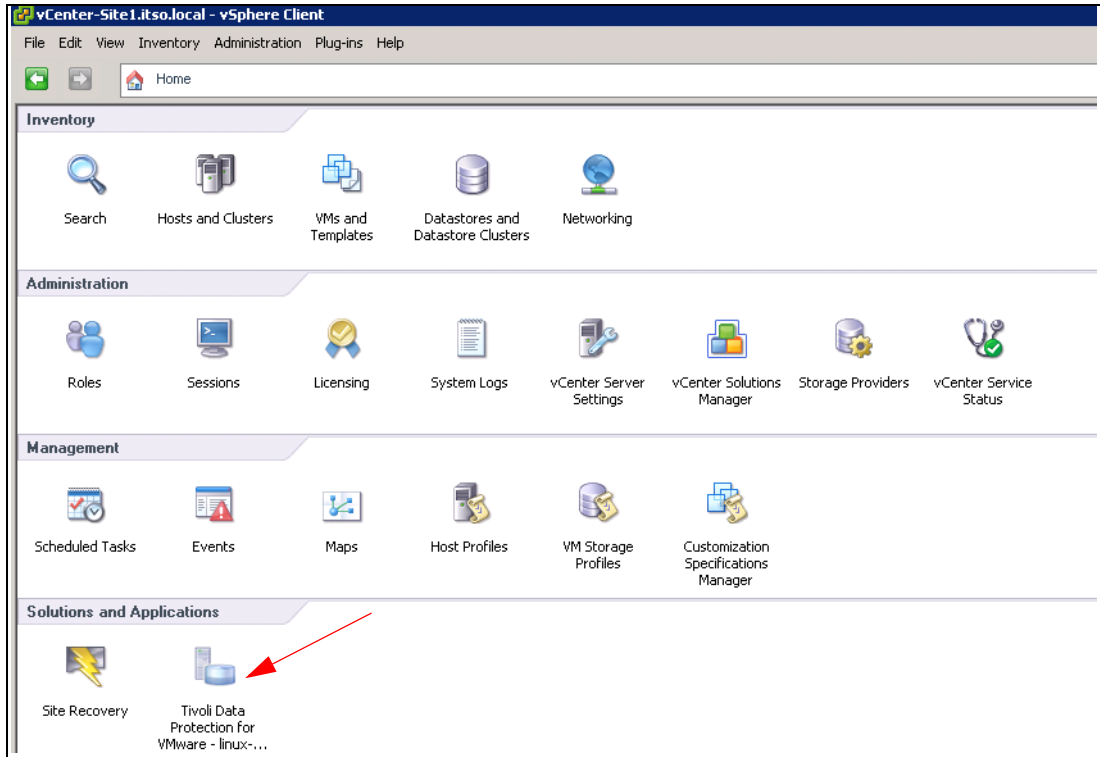 vCenter-Site1.itso.local - vSphere Client
File Edit View Inventory Administration Plug-ins Help
Home
Inventory
Search
Hosts and Clusters
VMs and
Templates
Datastores and
Datastore Clusters
Networking
Administration
Roles
Sessions
Licensing
System Logs
vCenter Server
Settings
vCenter Solutions
Manager
Storage Providers
vCenter Service
Status
Management
Scheduled Tasks
Events
Maps
Host Profiles
VM Storage
Profiles
Customization
Specifications
Manager
Solutions and Applications
Site Recovery
Tivoli Data
Protection for
VMware - linux-...